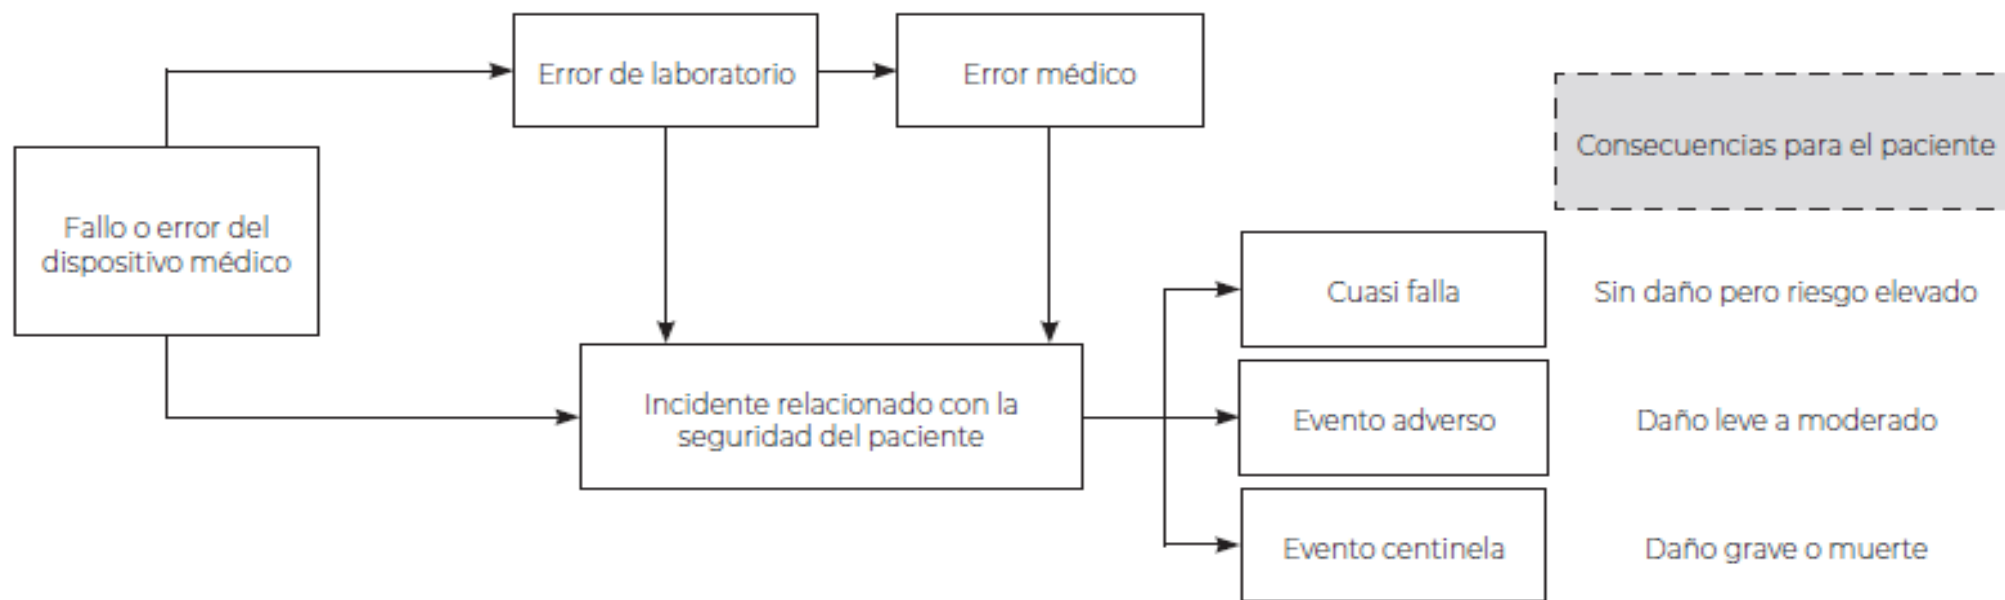 Error de laboratorio
Error médico
Consecuencias para el paciente
Fallo o error del
dispositivo médico
Cuasi falla
Sin daño pero riesgo elevado
Incidente relacionado con la
seguridad del paciente
Evento adverso
Daño leve a moderado
Evento centinela
Daño grave o muerte